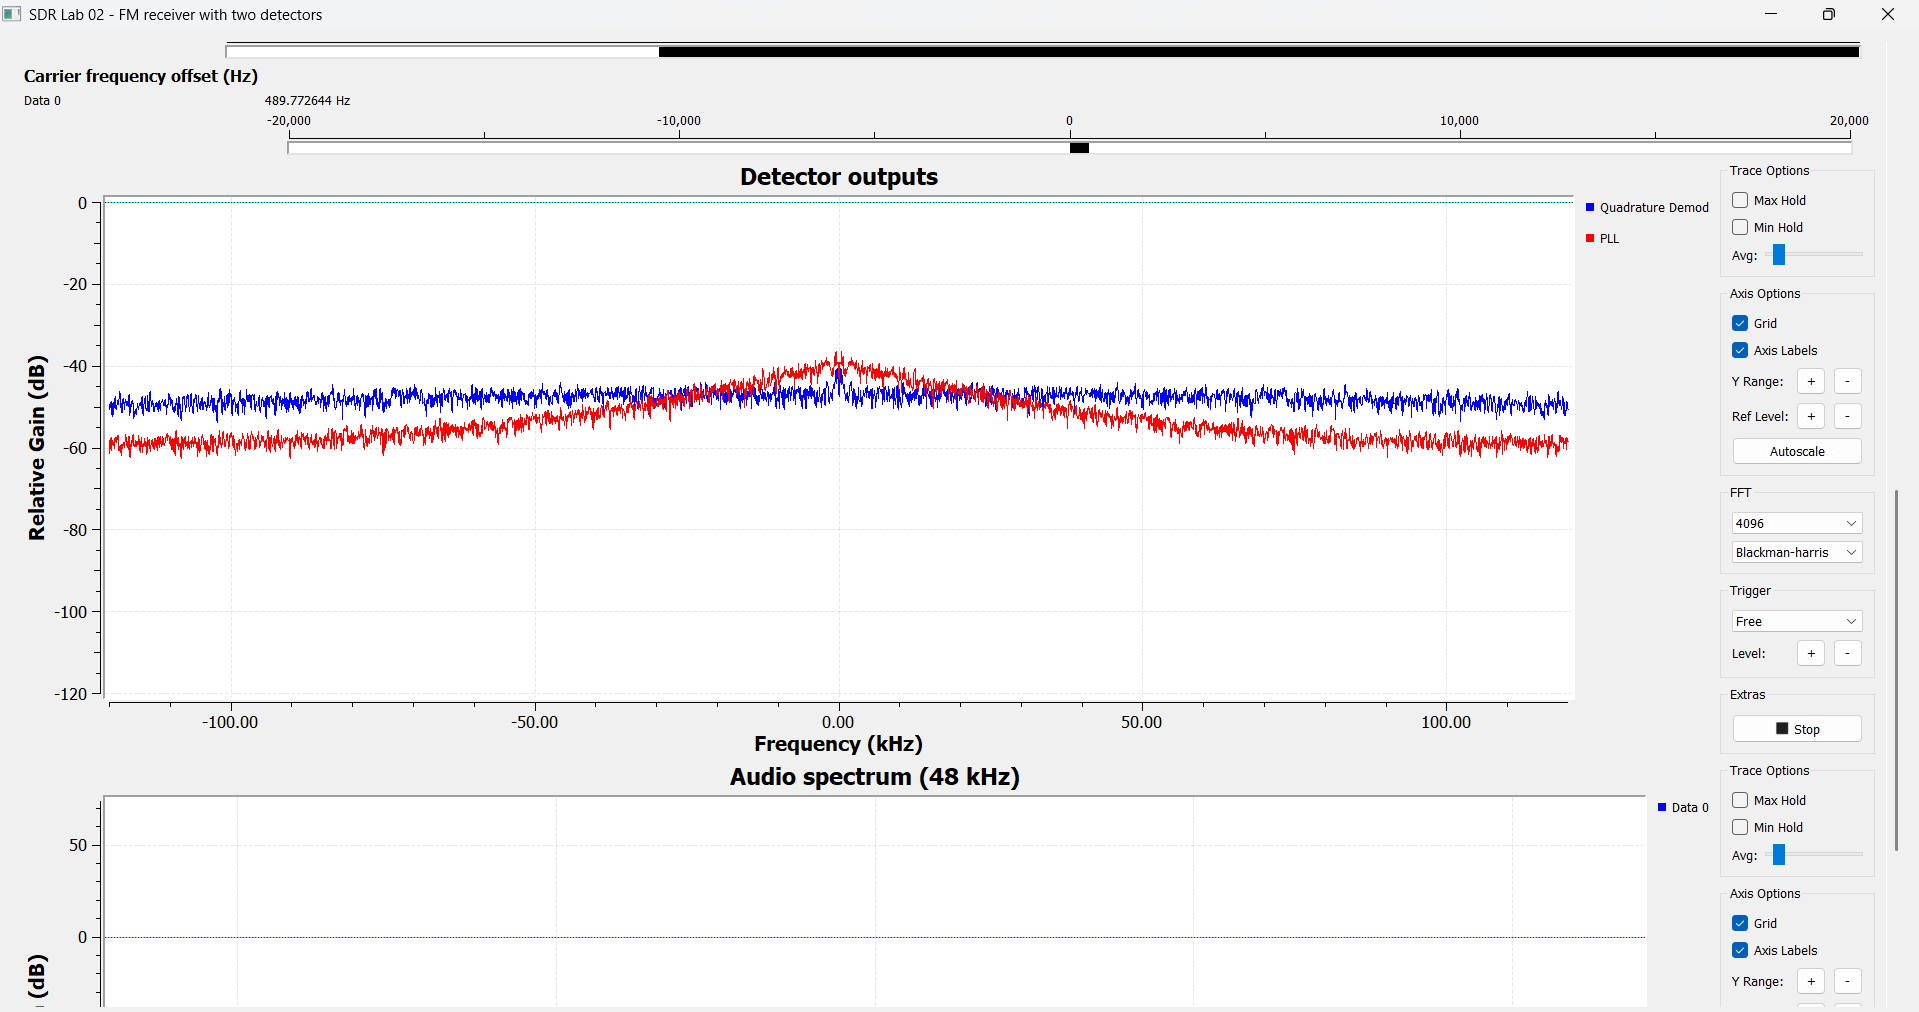 SDR Lab 02 - FM receiver with two detectors
Carrier frequency offset (Hz)
Data 0
489.772644 Hz
-20,000
-10,000
0
10,000
20,000
Detector outputs
0
-20
-40
-60
-80
-100
-120
Relative Gain (dB)
-100.00
-50.00
0.00
50.00
100.00
Frequency (kHz)
Quadrature Demod
PLL
Trace Options
Max Hold
Min Hold
Avg:
Axis Options
Grid
Axis Labels
Y Range:
+
-
Ref Level:
+
-
Autoscale
FFT
4096
Blackman-harris
Trigger
Free
Level:
+
-
Extras
Stop
Audio spectrum (48 kHz)
50
0
(dB)
Data 0
Trace Options
Max Hold
Min Hold
Avg:
Axis Options
Grid
Axis Labels
Y Range:
+
-